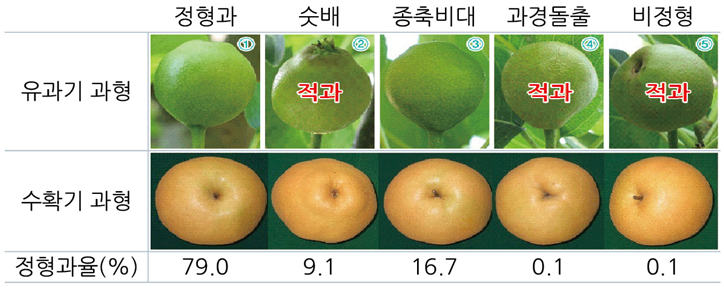 정형과 숫배 종축비대 과경돌출 비정형
유과기 과형 ① ② ③ ④ ⑤
적과 적과 적과
수확기 과형
정형과율(%) 79.0 9.1 16.7 0.1 0.1